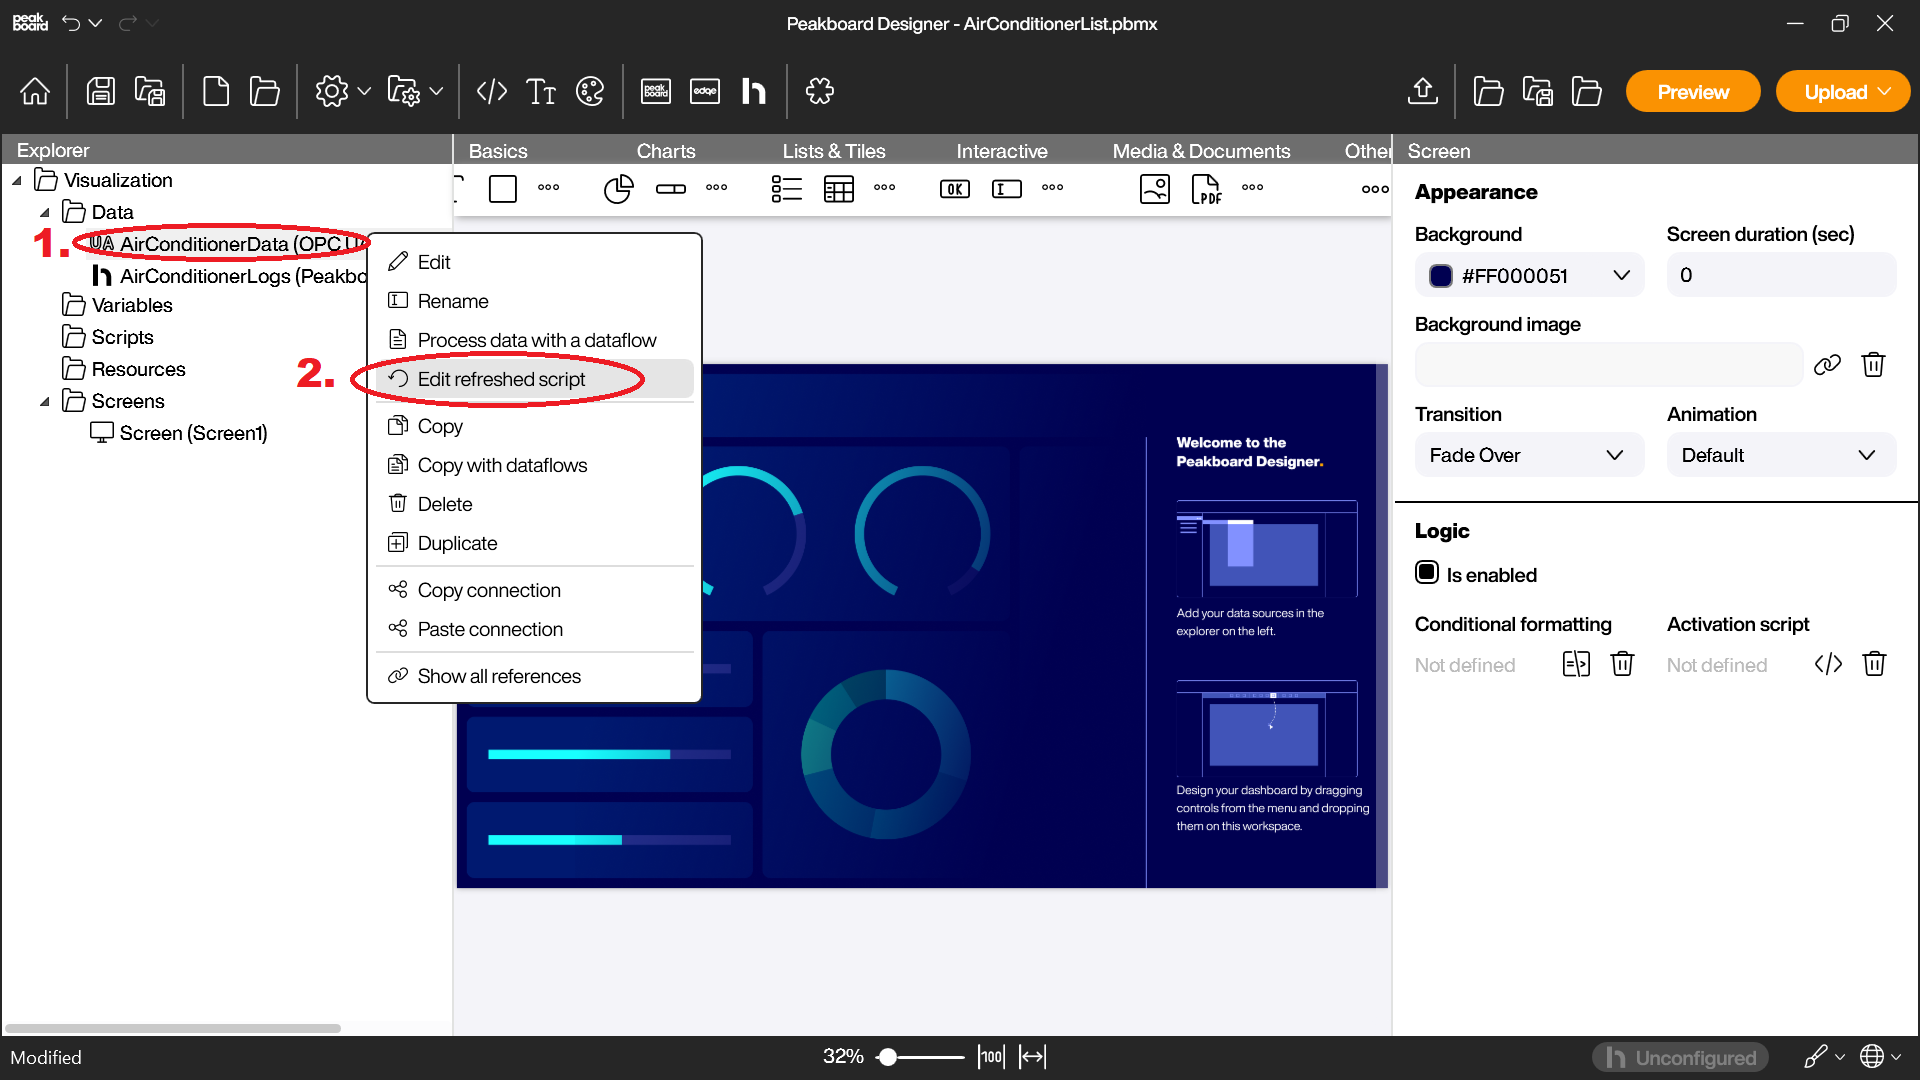 peak
board
Peakboard Designer - AirConditionerList.pbmx
peak
board
edge
Preview
Upload
Explorer
Basics
Charts
Lists & Tiles
Interactive
Media & Documents
Other
Screen
OK
PDF
Visualization
Data
1.
UA AirConditionerData (OPC U
AirConditionerLogs (Peakbo
Variables
Scripts
Resources
Screens
Screen (Screen1)
Edit
Rename
Process data with a dataflow
2.
Edit refreshed script
Copy
Copy with dataflows
Delete
Duplicate
Copy connection
Paste connection
Show all references
Welcome to the
Peakboard Designer.
Add your data sources in the
explorer on the left.
Design your dashboard by dragging
controls from the menu and dropping
them on this workspace.
Appearance
Background
Screen duration (sec)
#FF000051
0
Background image
Transition
Animation
Fade Over
Default
Logic
Is enabled
Conditional formatting
Activation script
Not defined
Not defined
Modified
32%
100
Unconfigured